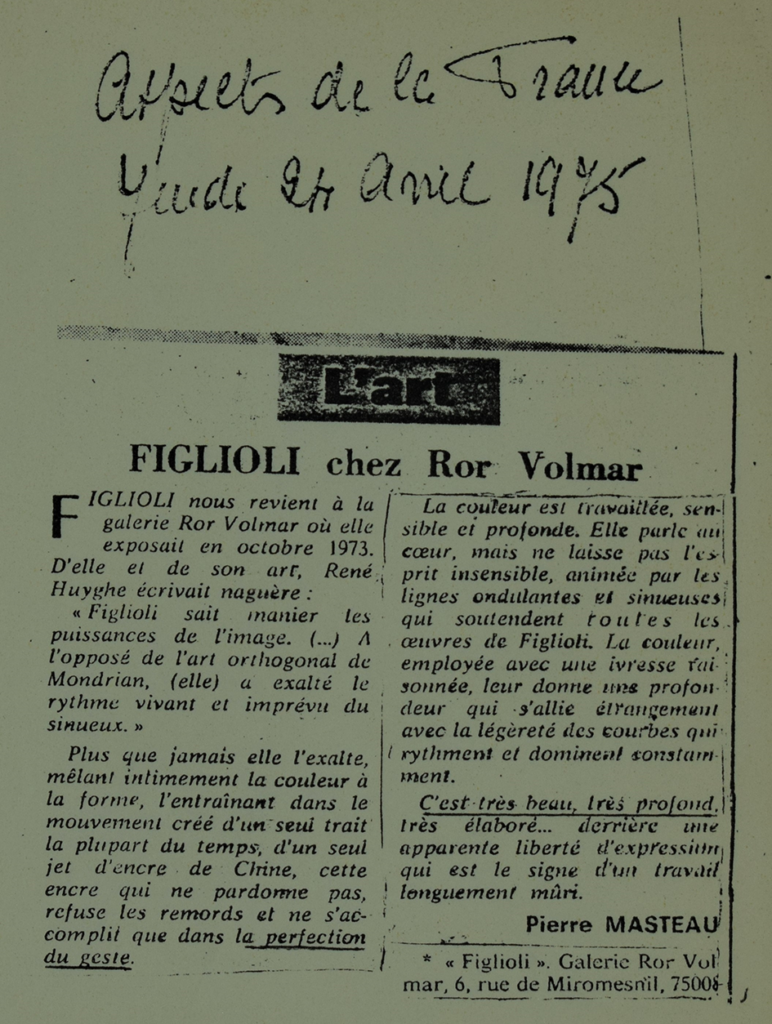 Aspects de la France
Jeudi 24 Avril 1975
L'art
FIGLIOLI chez Ror Volmar
FIGLIOLI nous revient à la
galerie Ror Volmar où elle
exposait en octobre 1973.
D'elle et de son art, René
Huyghe écrivait naguère :
« Figlioli sait manier les
puissances de l'image. (...) A
l'opposé de l'art orthogonal de
Mondrian, (elle) a exalté le
rythme vivant et imprévu du
sinueux. »
Plus que jamais elle l'exalte,
mêlant intimement la couleur à
la forme, l'entraînant dans le
mouvement créé d'un seul trait
la plupart du temps, d'un seul
jet d'encre de Chine, cette
encre qui ne pardonne pas,
refuse les remords et ne s'ac-
complit que dans la perfection
du geste.
La couleur est travaillée, sen-
sible et profonde. Elle parle au
cœur, mais ne laisse pas l'es-
prit insensible, animée par les
lignes ondulantes et sinueuses
qui soutendent toutes les
œuvres de Figlioli. La couleur,
employée avec une ivresse rai-
sonnée, leur donne une profon-
deur qui s'allie étrangement
avec la légèreté des courbes qui
rythment et dominent constam-
ment.
C'est très beau, très profond,
très élaboré... derrière une
apparente liberté d'expression
qui est le signe d'un travail
longuement mûri.
Pierre MASTEAU
* « Figlioli ». Galerie Ror Vol-
mar, 6, rue de Miromesnil, 75008